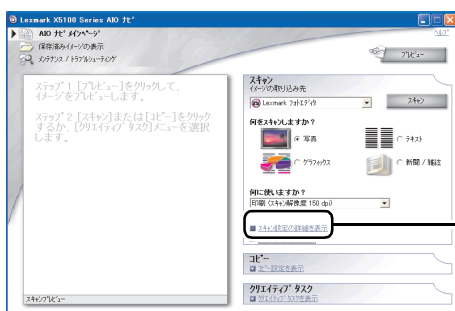 Lexmark X5100 Series AIO ﾅﾋﾞ
AIO ﾅﾋﾞ ﾒｲﾝﾍﾟｰｼﾞ
ﾍﾙﾌﾟ
保存済みｲﾒｰｼﾞの表示
ﾒﾝﾃﾅﾝｽ / ﾄﾗﾌﾞﾙｼｭｰﾃｨﾝｸﾞ
ﾌﾟﾚﾋﾞｭｰ
ｽﾃｯﾌﾟ 1 [ﾌﾟﾚﾋﾞｭｰ]をｸﾘｯｸして、
ｲﾒｰｼﾞをﾌﾟﾚﾋﾞｭｰします。
ｽﾃｯﾌﾟ 2 [ｽｷｬﾝ]または[ｺﾋﾟｰ]をｸﾘｯｸ
するか、[ｸﾘｴｲﾃｨﾌﾞ ﾀｽｸ]ﾒﾆｭｰを選択
します。
ｽｷｬﾝ
ｲﾒｰｼﾞの取り込み先
Lexmark ﾌｫﾄｴﾃﾞｨﾀ
ｽｷｬﾝ
何をｽｷｬﾝしますか？
写真
ﾃｷｽﾄ
ｸﾞﾗﾌｨｯｸｽ
新聞 / 雑誌
何に使いますか？
印刷 (ｽｷｬﾝ解像度 150 dpi)
ｽｷｬﾝ設定の詳細を表示
ｺﾋﾟｰ
ｺﾋﾟｰ設定を表示
ｸﾘｴｲﾃｨﾌﾞ ﾀｽｸ
ｸﾘｴｲﾃｨﾌﾞ ﾀｽｸを表示
ｽｷｬﾝﾌﾟﾚﾋﾞｭｰ